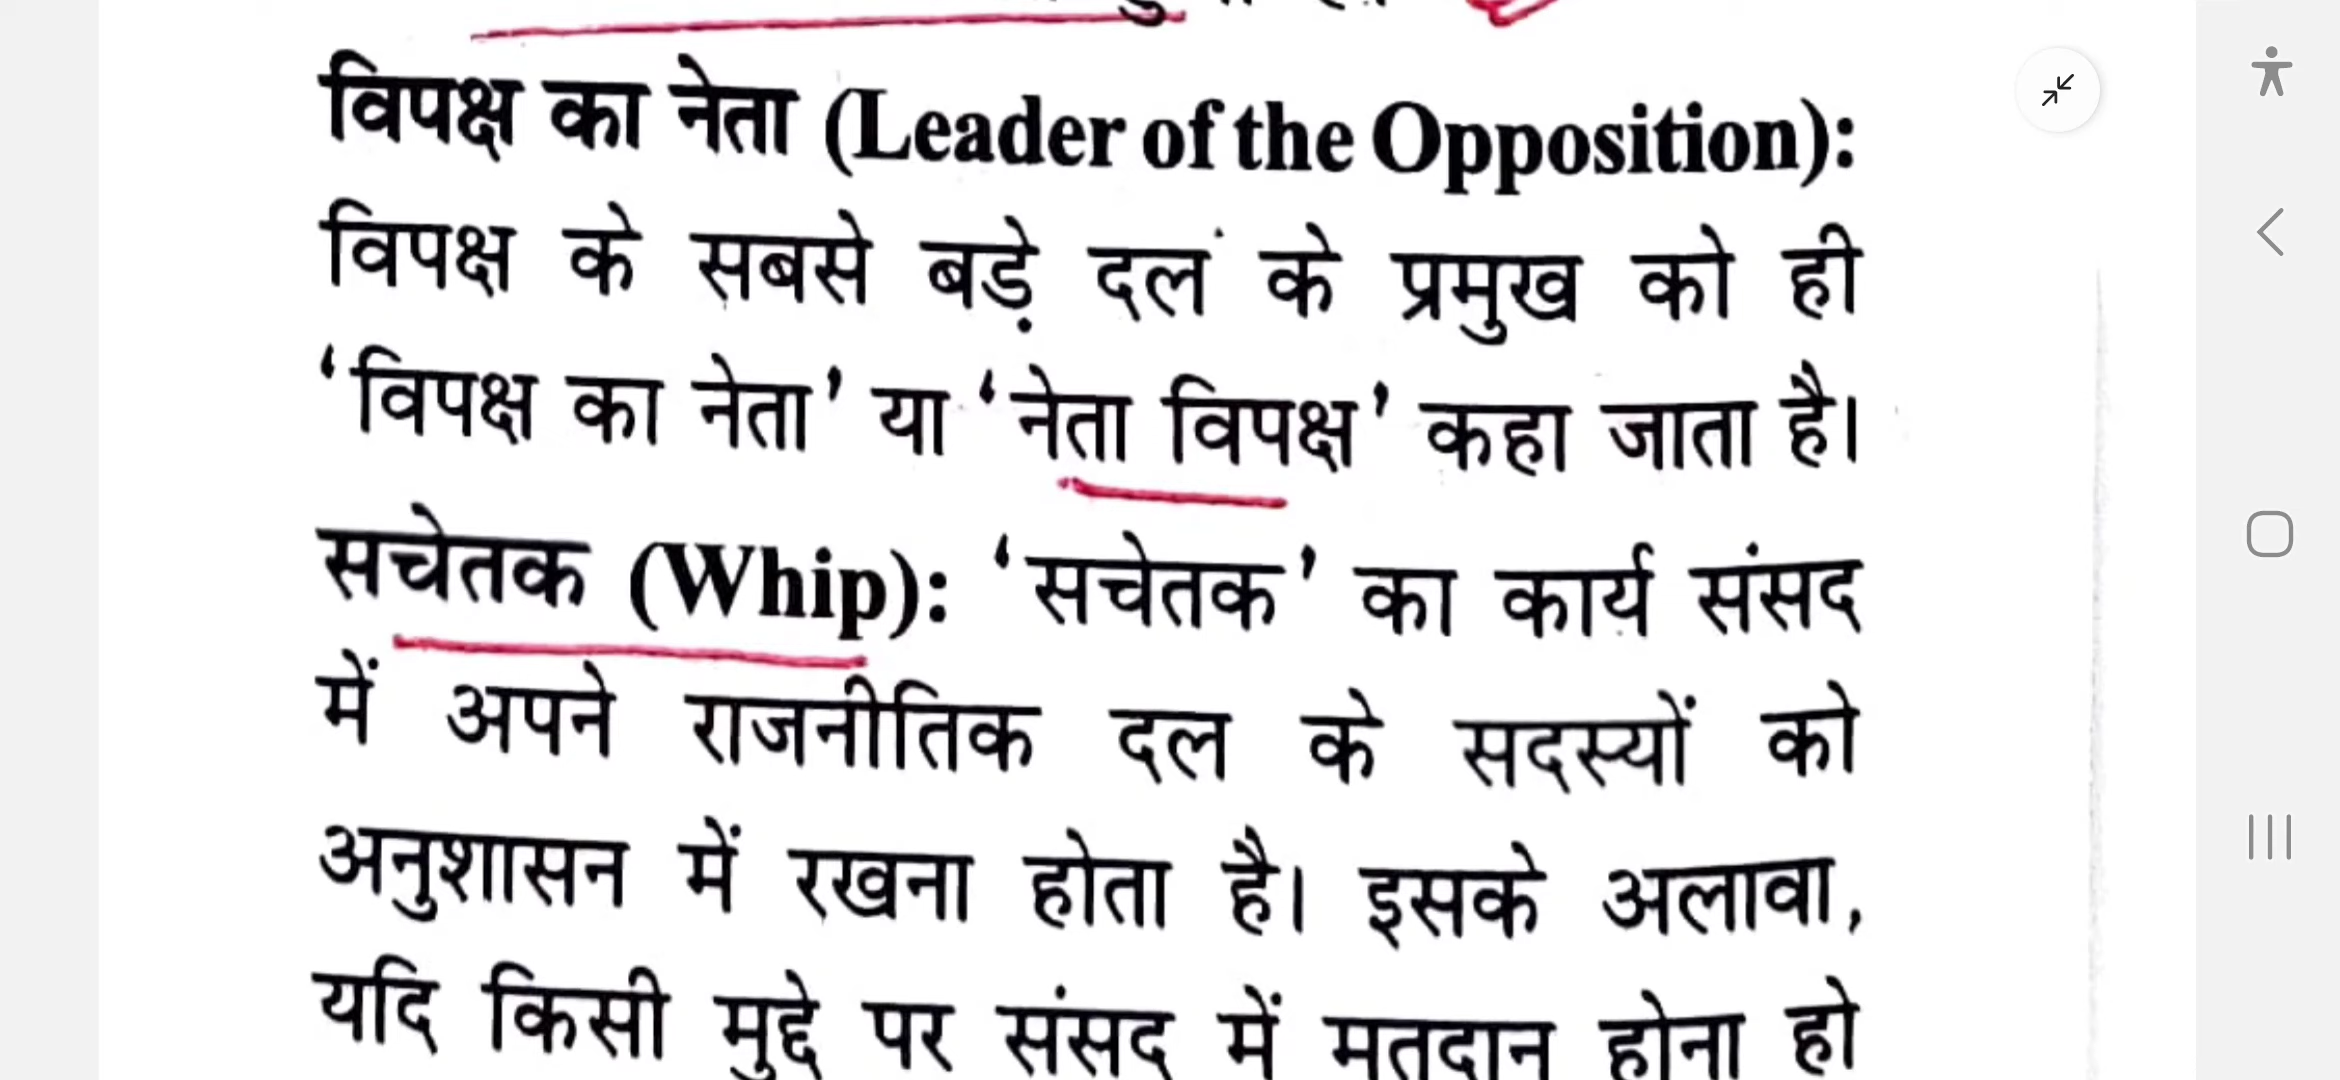 विपक्ष का नेता (Leader of the Opposition):
विपक्ष के सबसे बड़े दल के प्रमुख को ही
‘विपक्ष का नेता’ या ‘नेता विपक्ष’ कहा जाता है।
सचेतक (Whip): ‘सचेतक’ का कार्य संसद
में अपने राजनीतिक दल के सदस्यों को
अनुशासन में रखना होता है। इसके अलावा,
यदि किसी मुद्दे पर संसद में मतदान होना हो